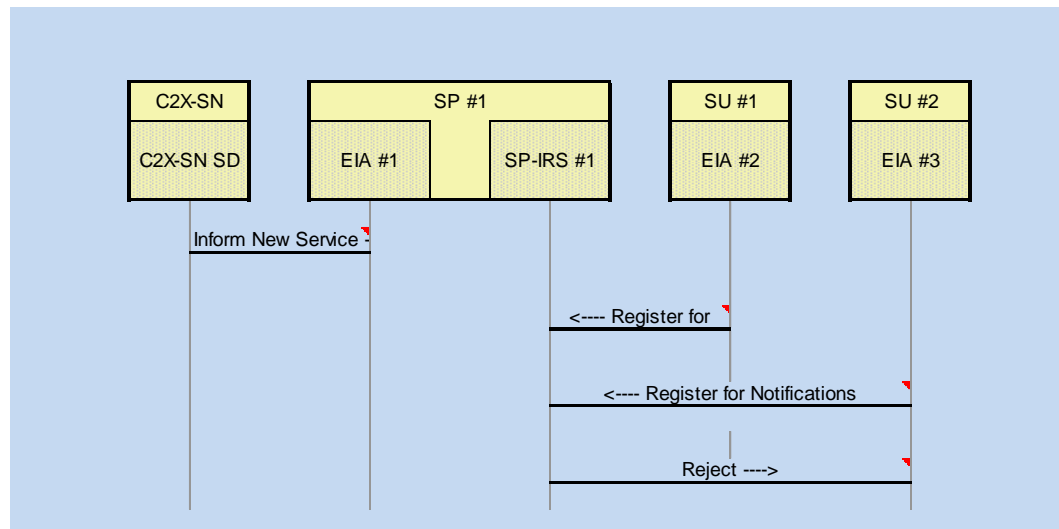 C2X-SN
SP #1
SU #1
SU #2
C2X-SN SD
EIA #1
SP-IRS #1
EIA #2
EIA #3
Inform New Service -
<---- Register for
<---- Register for Notifications
Reject ---->